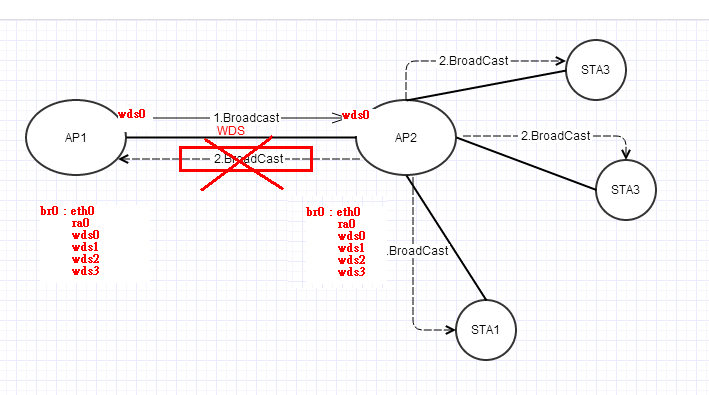 2.BroadCast
STA3
wds0
1.Broadcast
wds0
WDS
AP1
AP2
2.BroadCast
2.BroadCast
STA3
br0 : eth0
ra0
wds0
wds1
wds2
wds3
br0 : eth0
ra0
wds0
wds1
wds2
wds3
.BroadCast
STA1